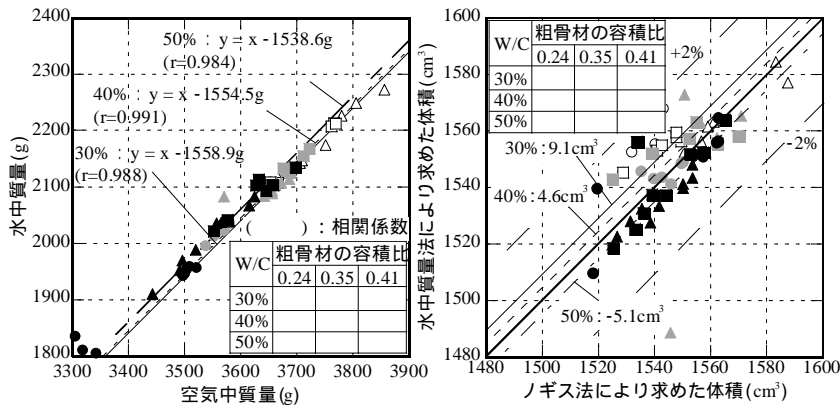 2400
2300
2200
2100
2000
1900
1800
3300
3500
3700
3900
水中質量(g)
空気中質量(g)
50%：y = x -1538.6g
(r=0.984)
40%：y = x -1554.5g
(r=0.991)
30%：y = x -1558.9g
(r=0.988)
(　　)：相関係数
W/C 粗骨材の容積比
0.24 0.35 0.41
30%
40%
50%
1600
1580
1560
1540
1520
1500
1480
1480
1500
1520
1540
1560
1580
1600
水中質量法により求めた体積(cm³)
ノギス法により求めた体積(cm³)
W/C 粗骨材の容積比
0.24 0.35 0.41
30%
40%
50%
+2%
-2%
30%:9.1cm³
40%:4.6cm³
50%:-5.1cm³